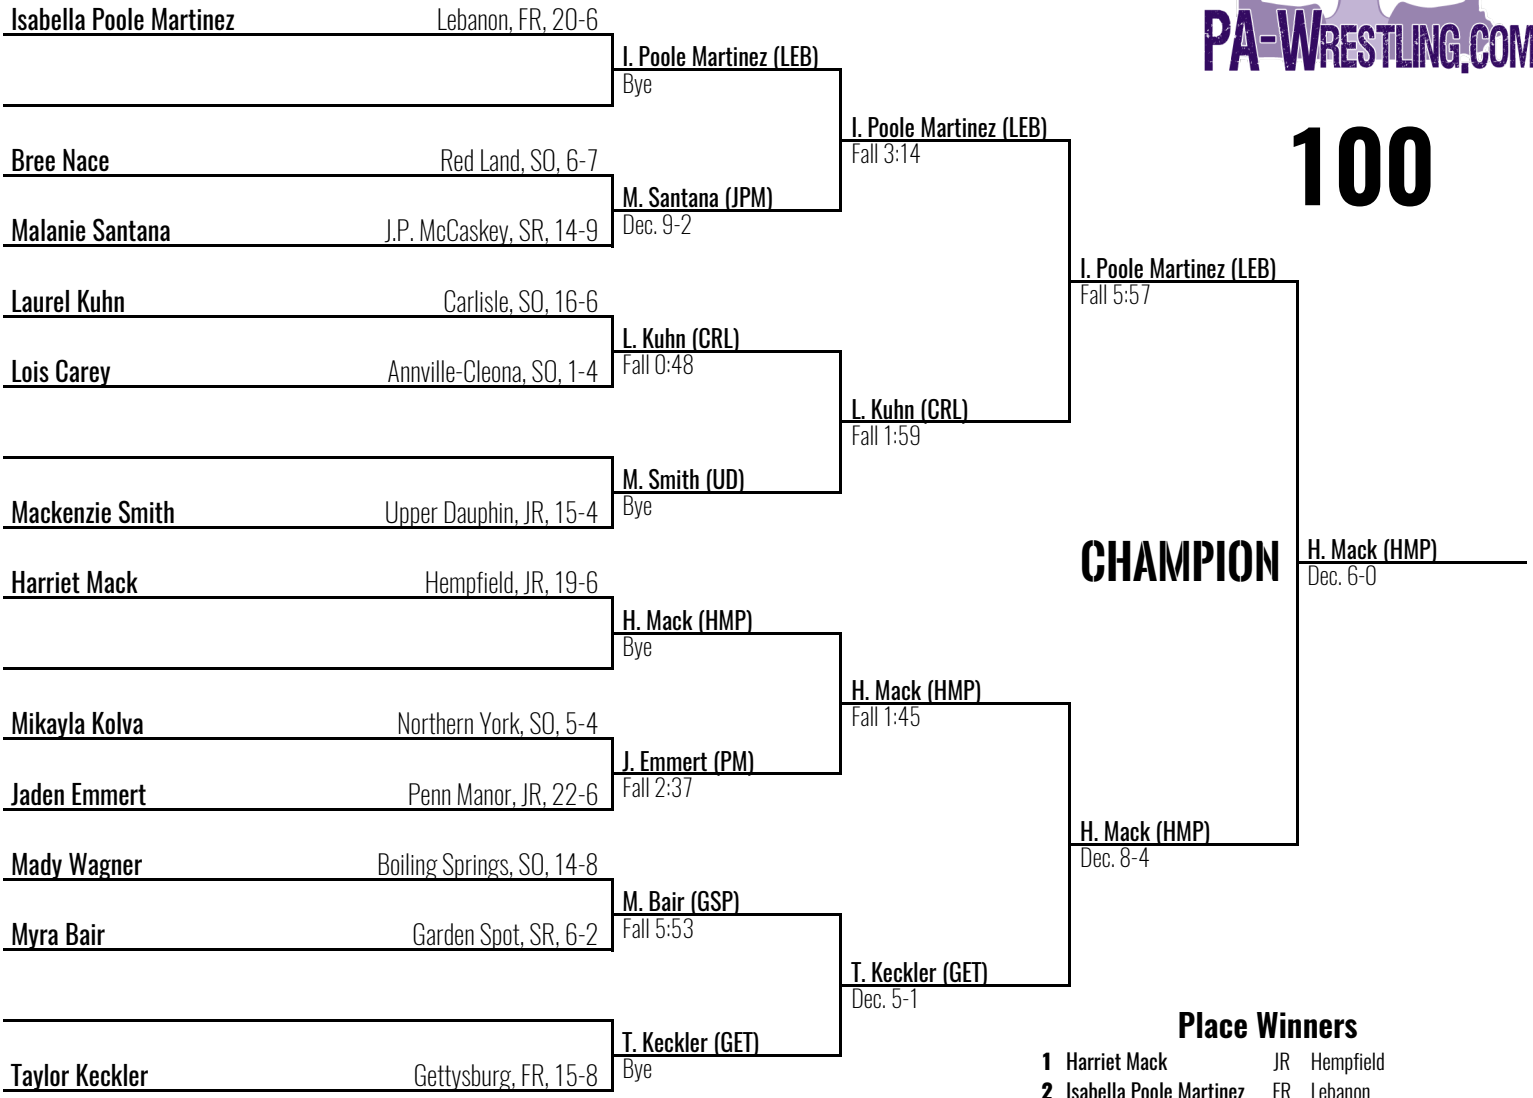 Isabella Poole Martinez Lebanon, FR, 20-6
I. Poole Martinez (LEB)
Bye
PA-WRESTLING.COM
100
I. Poole Martinez (LEB)
Fall 3:14
Bree Nace Red Land, SO, 6-7
M. Santana (JPM)
Dec. 9-2
Malanie Santana J.P. McCaskey, SR, 14-9
I. Poole Martinez (LEB)
Fall 5:57
Laurel Kuhn Carlisle, SO, 16-6
L. Kuhn (CRL)
Fall 0:48
Lois Carey Annville-Cleona, SO, 1-4
L. Kuhn (CRL)
Fall 1:59
M. Smith (UD)
Bye
Mackenzie Smith Upper Dauphin, JR, 15-4
CHAMPION
H. Mack (HMP)
Dec. 6-0
Harriet Mack Hempfield, JR, 19-6
H. Mack (HMP)
Bye
H. Mack (HMP)
Fall 1:45
Mikayla Kolva Northern York, SO, 5-4
J. Emmert (PM)
Fall 2:37
Jaden Emmert Penn Manor, JR, 22-6
H. Mack (HMP)
Dec. 8-4
Mady Wagner Boiling Springs, SO, 14-8
M. Bair (GSP)
Fall 5:53
Myra Bair Garden Spot, SR, 6-2
T. Keckler (GET)
Dec. 5-1
T. Keckler (GET)
Bye
Taylor Keckler Gettysburg, FR, 15-8
Place Winners
1 Harriet Mack JR Hempfield
2 Isabella Poole Martinez FR Lebanon